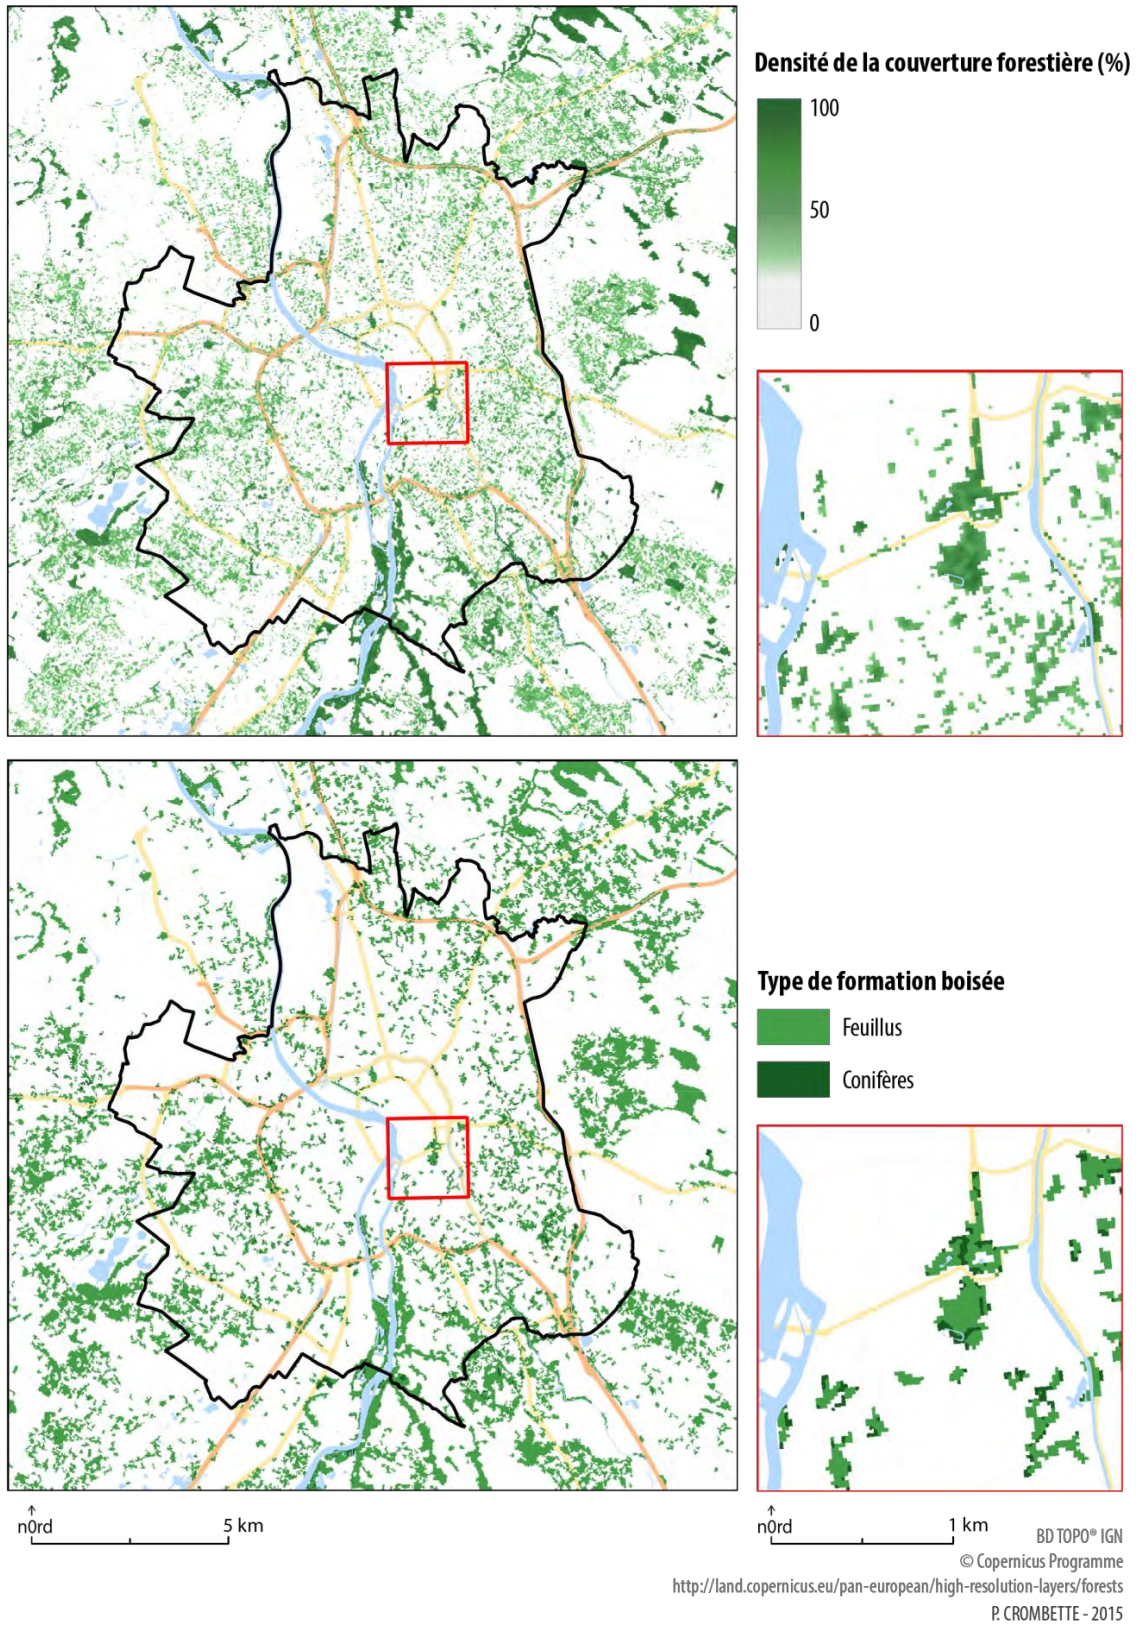 Densité de la couverture forestière (%)
100
50
0
Type de formation boisée
Feuillus
Conifères
n0rd
5 km
n0rd
1 km
BD TOPO® IGN
© Copernicus Programme
http://land.copernicus.eu/pan-european/high-resolution-layers/forests
P. CROMBETTE - 2015